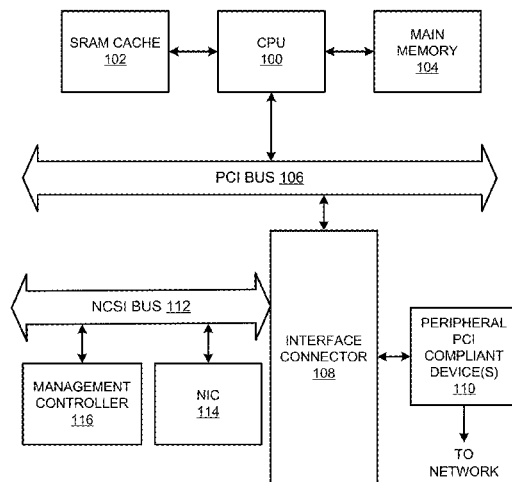 SRAM CACHE
102
CPU
100
MAIN
MEMORY
104
PCI BUS 106
NCSI BUS 112
MANAGEMENT
CONTROLLER
116
NIC
114
INTERFACE
CONNECTOR
108
PERIPHERAL
PCI
COMPLIANT
DEVICE(S)
110
TO
NETWORK